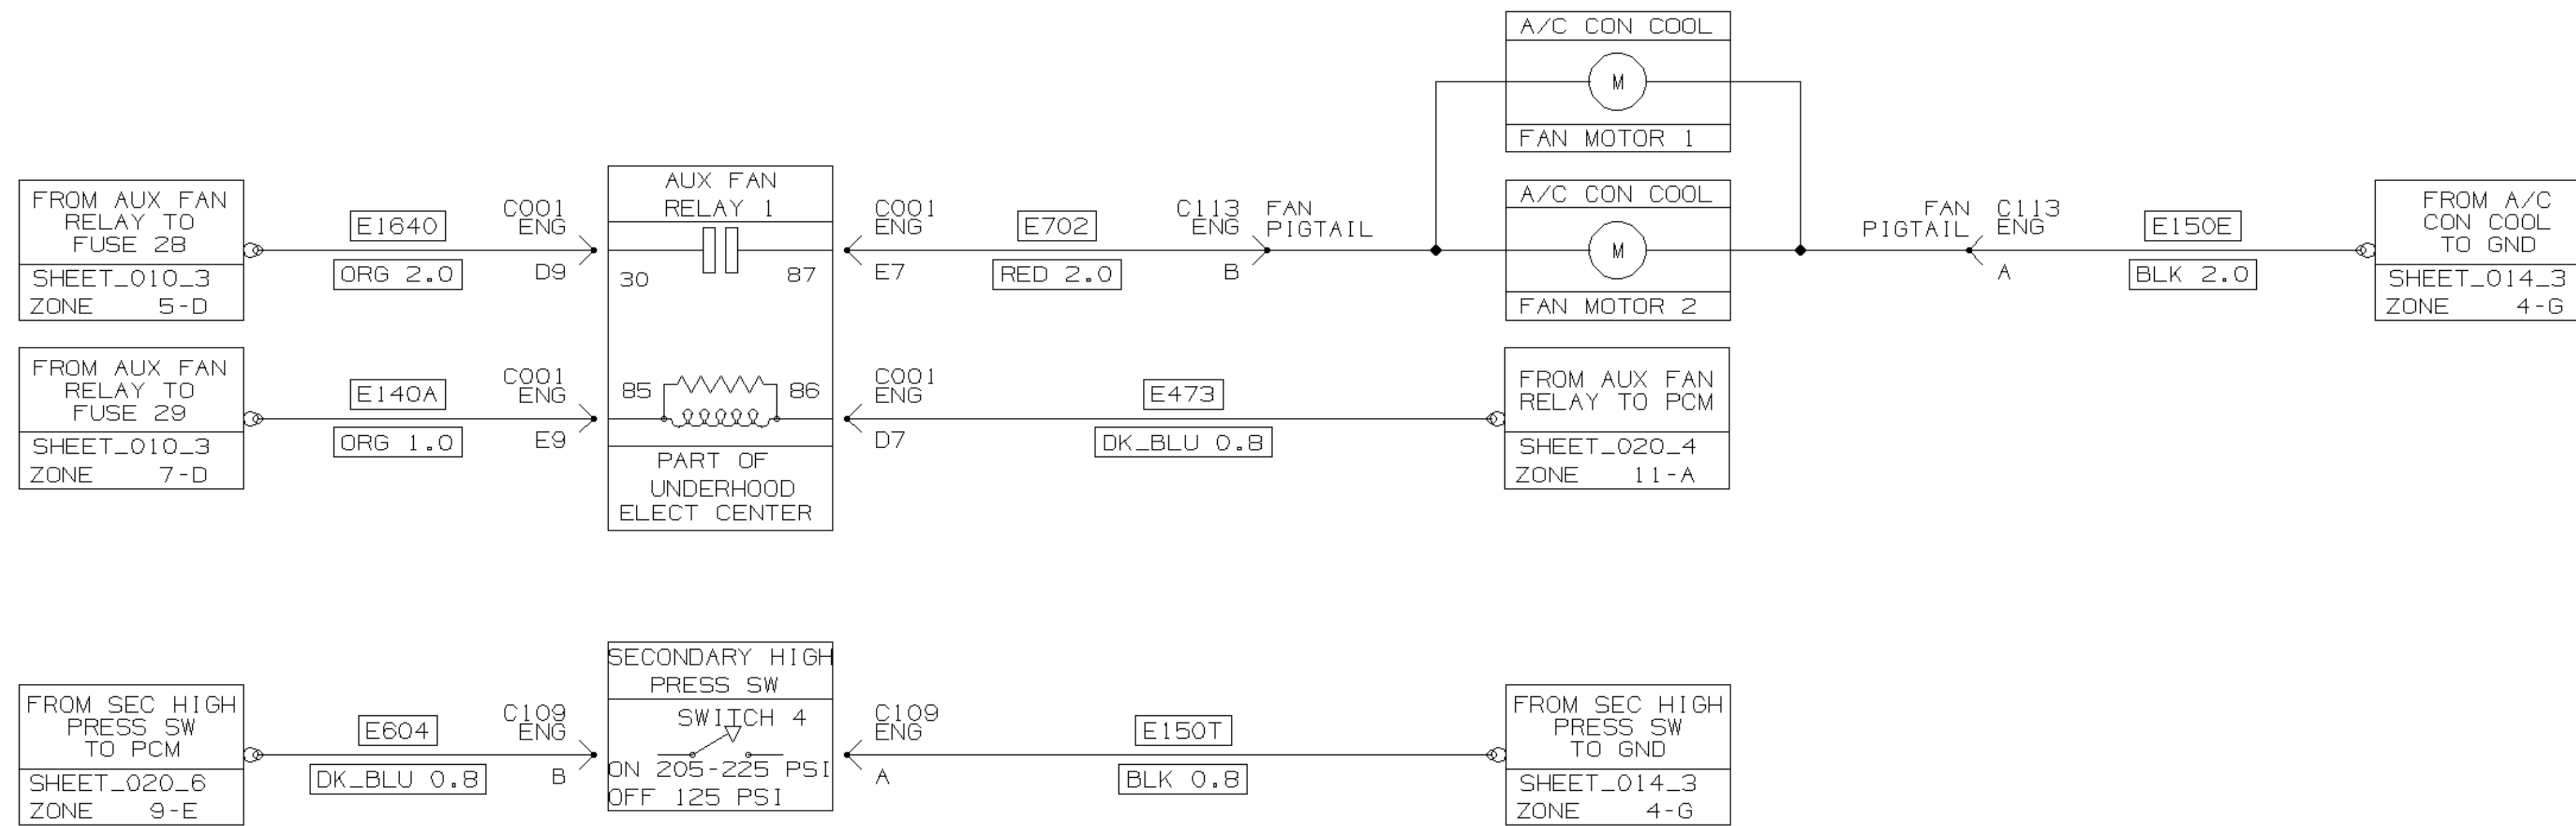 A/C CON COOL
M
FAN MOTOR 1
FROM AUX FAN
RELAY TO
FUSE 28
SHEET_010_3
ZONE 5-D
E1640
ORG 2.0
C001
ENG
D9
AUX FAN
RELAY 1
30
87
C001
ENG
E7
E702
RED 2.0
C113
ENG
B
FAN
PIGTAIL
A/C CON COOL
M
FAN MOTOR 2
FAN
PIGTAIL
C113
ENG
A
E150E
BLK 2.0
FROM A/C
CON COOL
TO GND
SHEET_014_3
ZONE 4-G
FROM AUX FAN
RELAY TO
FUSE 29
SHEET_010_3
ZONE 7-D
E140A
ORG 1.0
C001
ENG
E9
85
86
PART OF
UNDERHOOD
ELECT CENTER
C001
ENG
D7
E473
DK_BLU 0.8
FROM AUX FAN
RELAY TO PCM
SHEET_020_4
ZONE 11-A
FROM SEC HIGH
PRESS SW
TO PCM
SHEET_020_6
ZONE 9-E
E604
DK_BLU 0.8
C109
ENG
B
SECONDARY HIGH
PRESS SW
SWITCH 4
ON 205-225 PSI
OFF 125 PSI
C109
ENG
A
E150T
BLK 0.8
FROM SEC HIGH
PRESS SW
TO GND
SHEET_014_3
ZONE 4-G